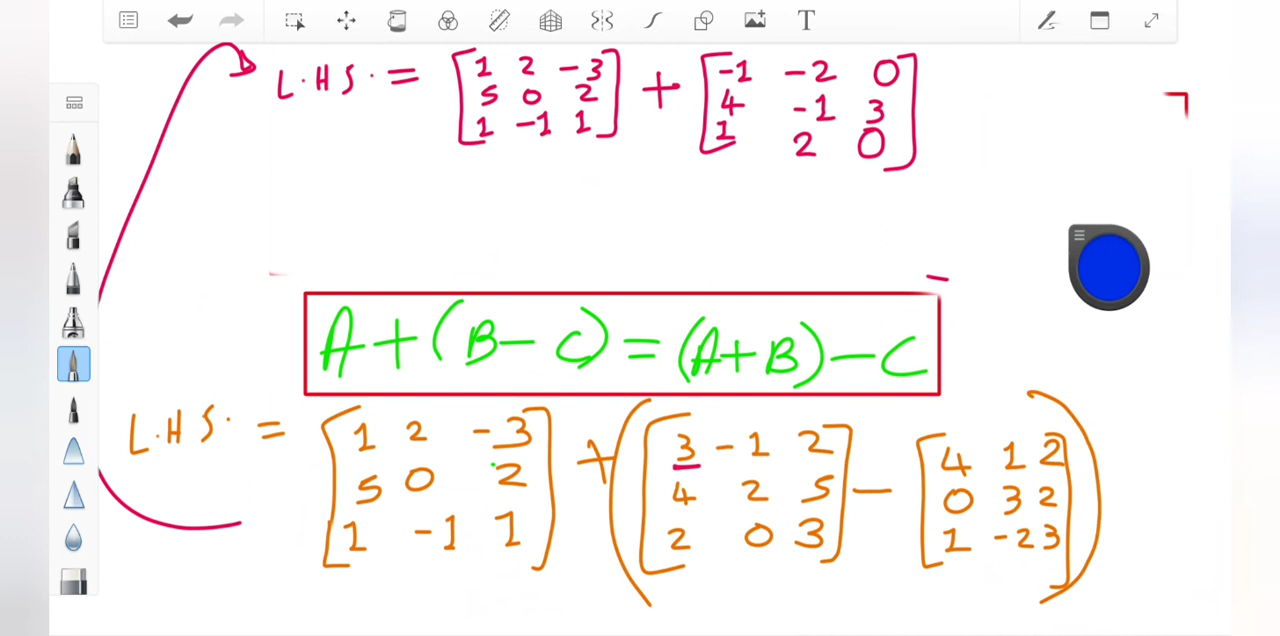 T
L.H.S. = [1 2 -3] + [-1 -2 0]
[5 0 2] [4 -1 3]
[1 -1 1] [1 2 0]
A+(B-C)=(A+B)-C
L.H.S. = [1 2 -3] + ([3 -1 2] - [4 1 2])
[5 0 2] [4 2 5] [0 3 2]
[1 -1 1] [2 0 3] [1 -2 3]